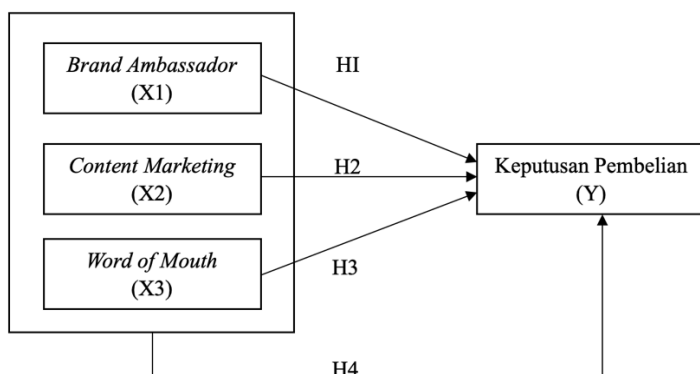 Brand Ambassador
(X1)
HI
Content Marketing
(X2)
H2
Keputusan Pembelian
(Y)
Word of Mouth
(X3)
H3
H4